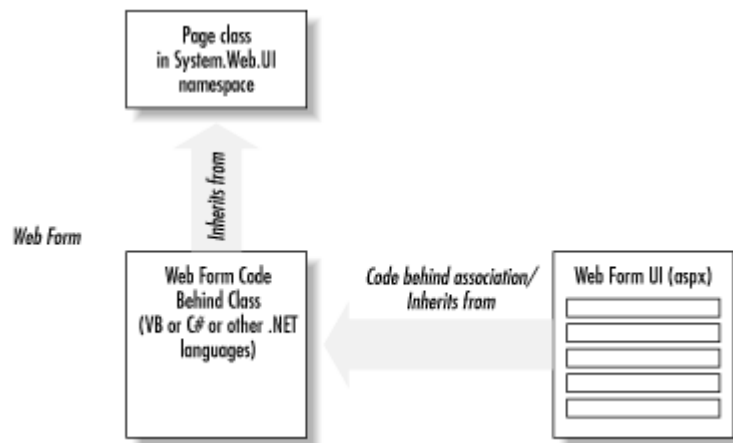 Page class
in System.Web.UI
namespace
Inherits from
Web Form
Web Form Code
Behind Class
(VB or C# or other .NET
languages)
Code behind association/
Inherits from
Web Form UI (aspx)